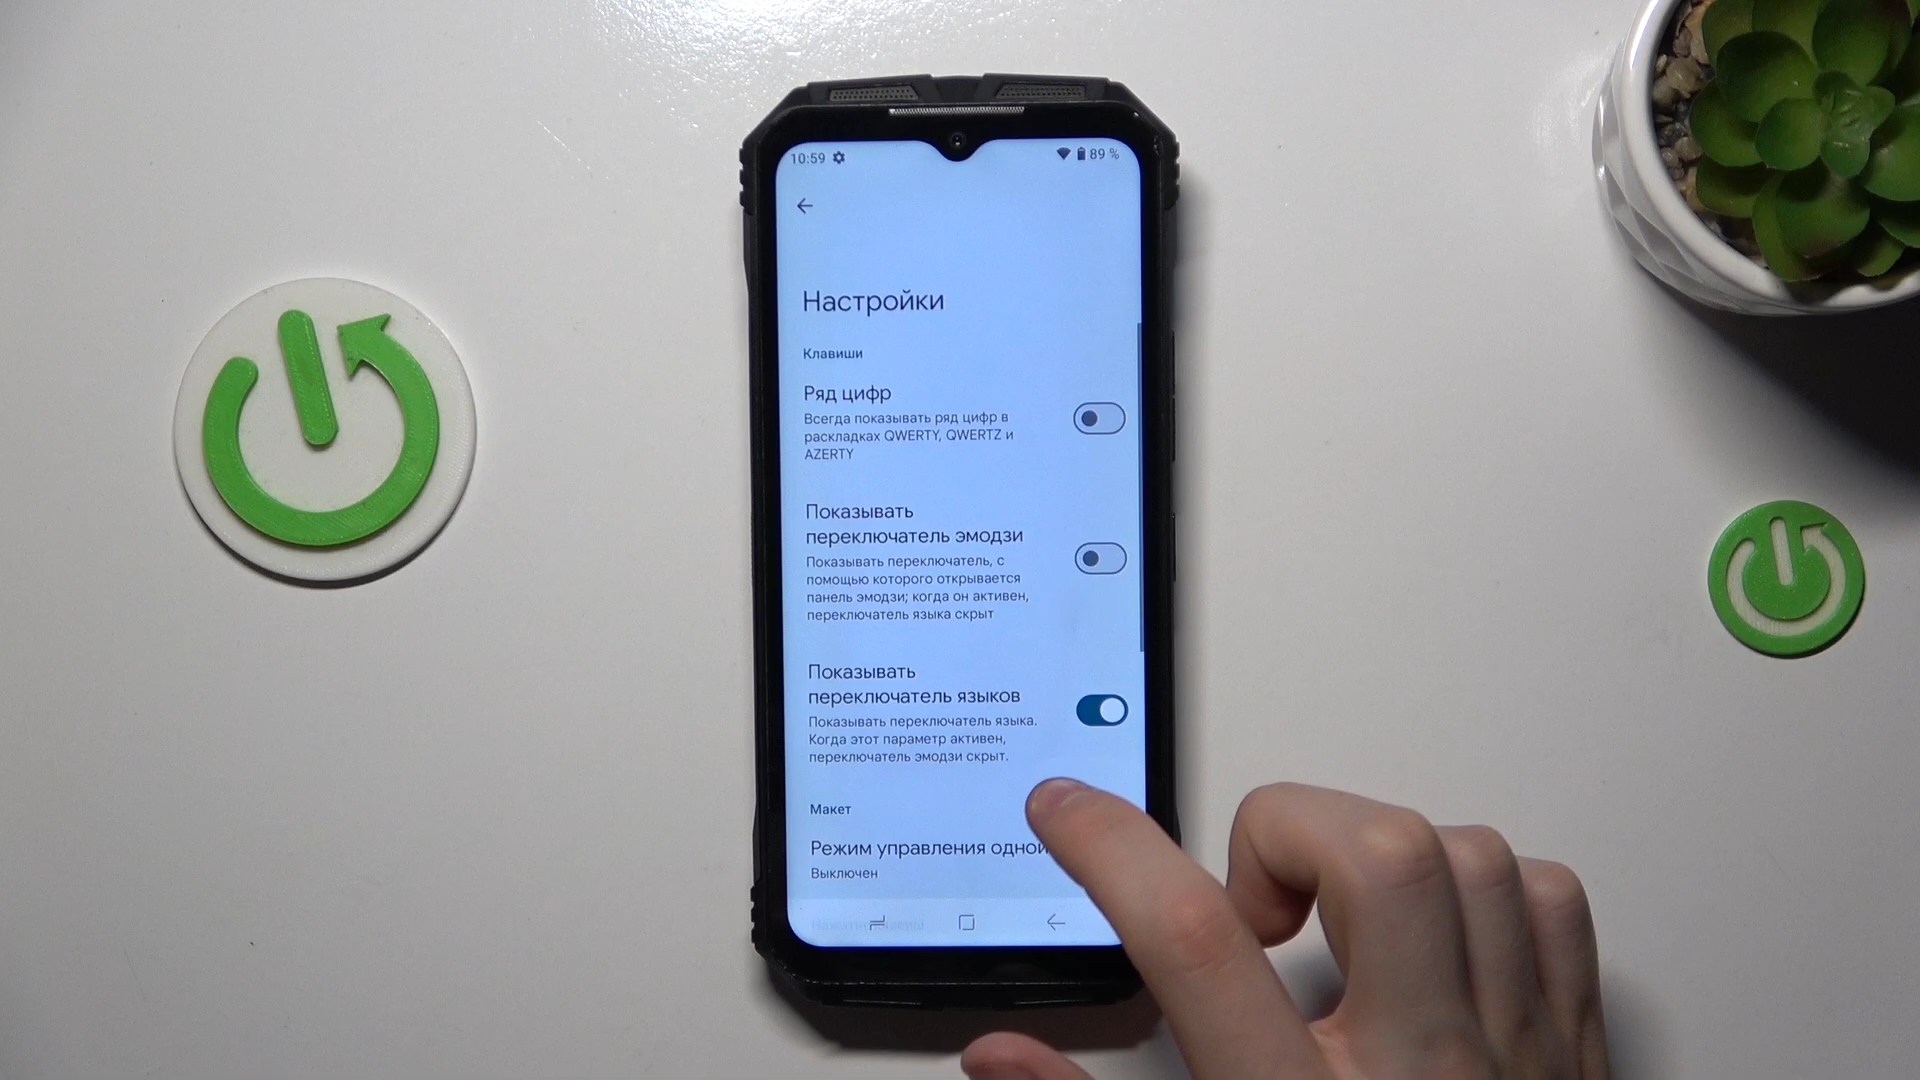 10:59
89 %
Настройки
Клавиши
Ряд цифр
Всегда показывать ряд цифр в
раскладках QWERTY, QWERTZ и
AZERTY
Показывать
переключатель эмодзи
Показывать переключатель, с
помощью которого открывается
панель эмодзи; когда он активен,
переключатель языка скрыт
Показывать
переключатель языков
Показывать переключатель языка.
Когда этот параметр активен,
переключатель эмодзи скрыт.
Макет
Режим управления одной
Выключен